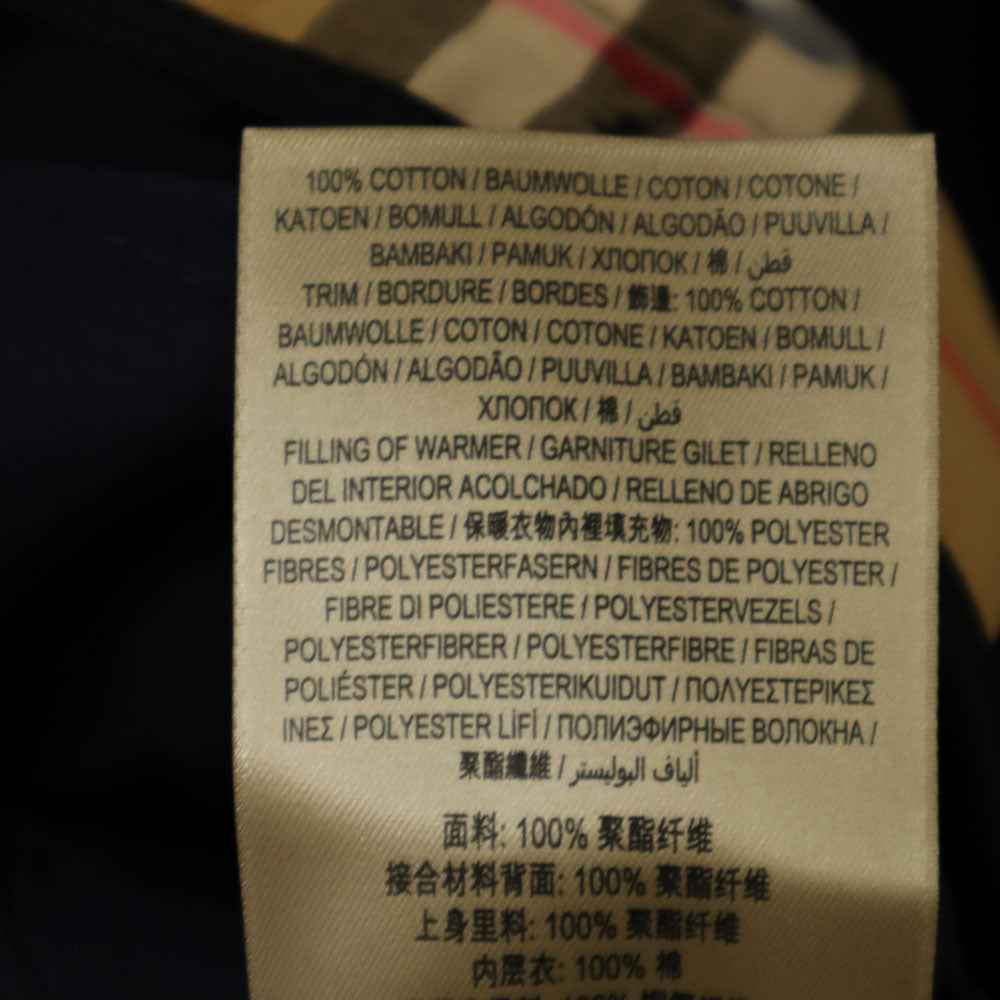 100% COTTON / BAUMWOLLE / COTON / COTONE /
KATOEN / BOMULL / ALGODÓN / ALGODÃO / PUUVILLA /
BAMBAKI / PAMUK / ХЛОПОК / 棉 / قطن
TRIM / BORDURE / BORDES / 飾邊: 100% COTTON /
BAUMWOLLE / COTON / COTONE / KATOEN / BOMULL /
ALGODÓN / ALGODÃO / PUUVILLA / BAMBAKI / PAMUK /
ХЛОПОК / 棉 / قطن
FILLING OF WARMER / GARNITURE GILET / RELLENO
DEL INTERIOR ACOLCHADO / RELLENO DE ABRIGO
DESMONTABLE / 保暖衣物內裡填充物: 100% POLYESTER
FIBRES / POLYESTERFASERN / FIBRES DE POLYESTER /
FIBRE DI POLIESTERE / POLYESTERVEZELS /
POLYESTERFIBRER / POLYESTERFIBRE / FIBRAS DE
POLIÉSTER / POLYESTERIKUIDUT / ΠΟΛΥΕΣΤΕΡΙΚΕΣ
ΙΝΕΣ / POLYESTER LİFİ / ПОЛИЭФИРНЫЕ ВОЛОКНА /
聚酯纖維 / ألياف البوليستر
面料: 100% 聚酯纤维
接合材料背面: 100% 聚酯纤维
上身里料: 100% 聚酯纤维
内层衣: 100% 棉